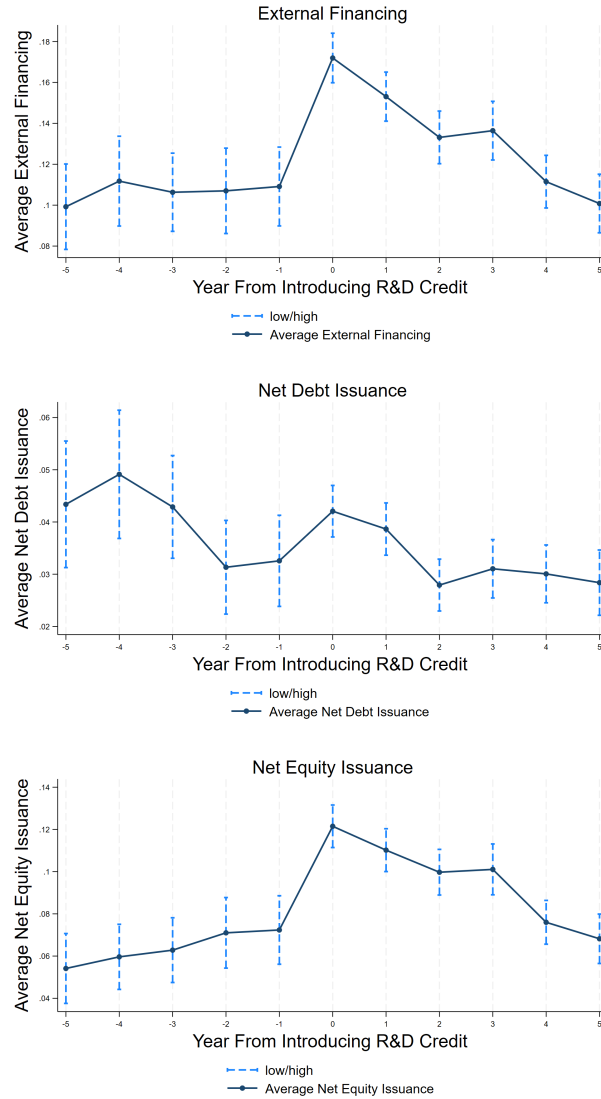 External Financing
Average External Financing
.18
.16
.14
.12
.1
.08
-5 -4 -3 -2 -1 0 1 2 3 4 5
Year From Introducing R&D Credit
low/high
Average External Financing
Net Debt Issuance
Average Net Debt Issuance
.06
.05
.04
.03
.02
-5 -4 -3 -2 -1 0 1 2 3 4 5
Year From Introducing R&D Credit
low/high
Average Net Debt Issuance
Net Equity Issuance
Average Net Equity Issuance
.14
.12
.1
.08
.06
.04
-5 -4 -3 -2 -1 0 1 2 3 4 5
Year From Introducing R&D Credit
low/high
Average Net Equity Issuance